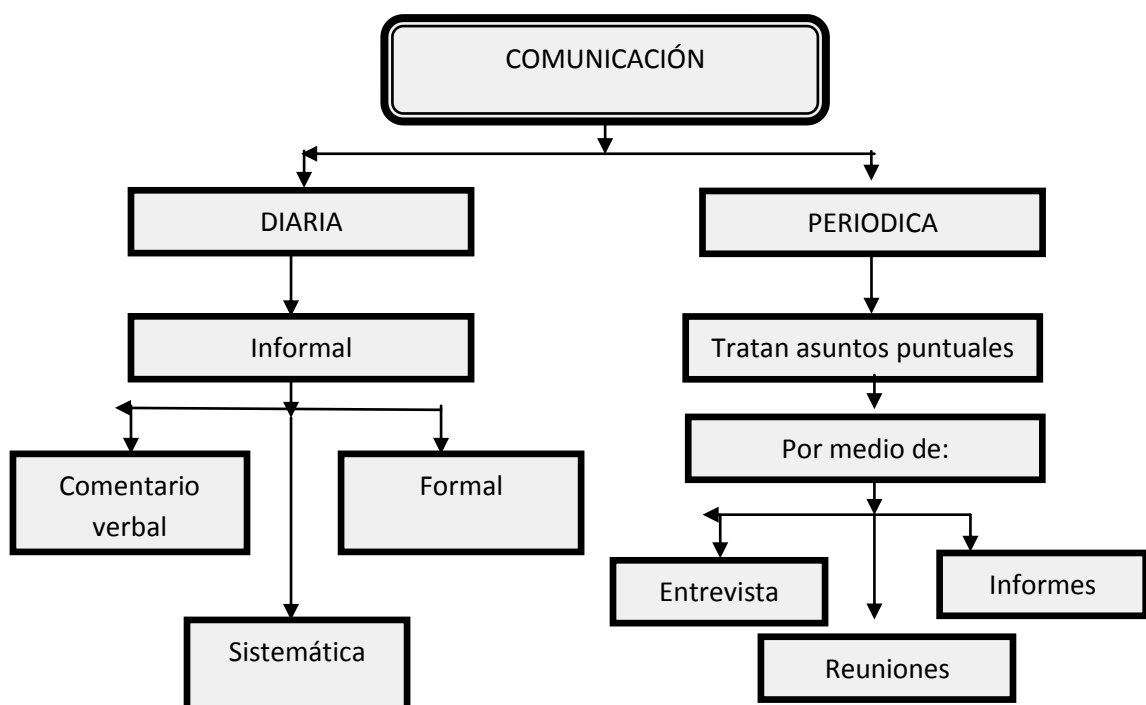 COMUNICACIÓN
DIARIA
PERIODICA
Informal
Tratan asuntos puntuales
Por medio de:
Comentario
verbal
Formal
Entrevista
Informes
Sistemática
Reuniones